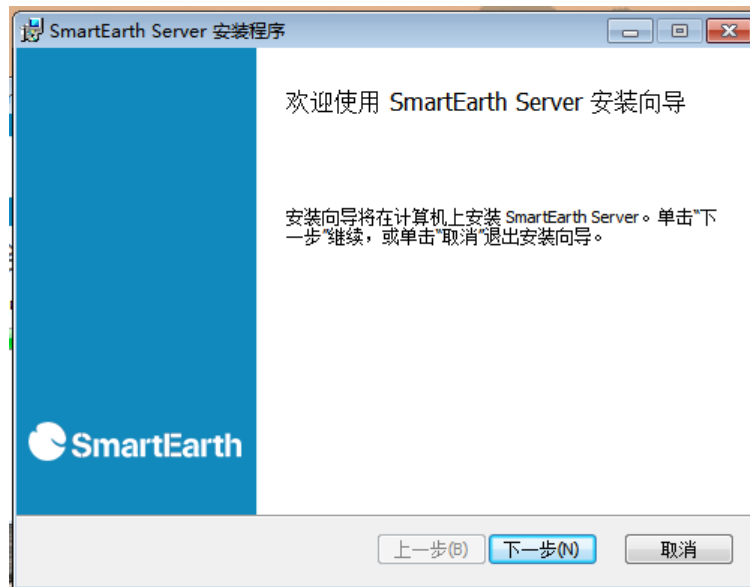 SmartEarth Server 安装程序
欢迎使用 SmartEarth Server 安装向导
安装向导将在计算机上安装 SmartEarth Server。单击“下
一步”继续，或单击“取消”退出安装向导。
SmartEarth
上一步(B) 下一步(N) 取消